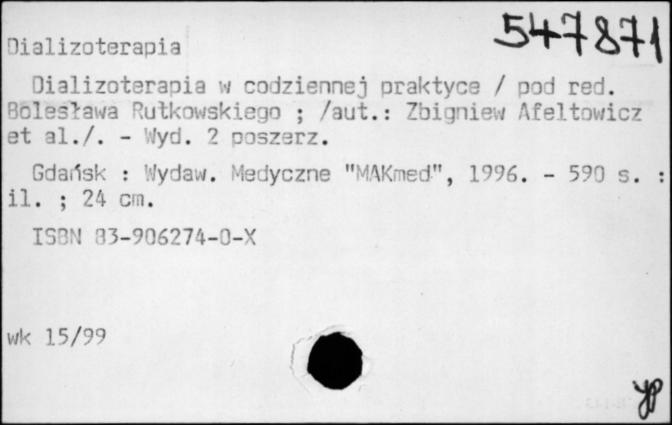 547871
Dializoterapia
Dializoterapia w codziennej praktyce / pod red.
Bolesława Rutkowskiego ; /aut.: Zbigniew Afeltowicz
et al./. - Wyd. 2 poszerz.
Gdańsk : Wydaw. Medyczne "MAKmed", 1996. - 590 s. :
il. ; 24 cm.
ISBN 83-906274-0-X
wk 15/99